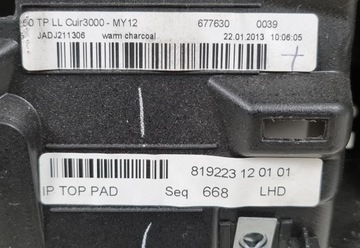 60 TP LL Cuir3000 - MY12 677630 0039
JADJ211306 warm charcoal 22.01.2013 10:06:05
819223 12 01 01
IP TOP PAD Seq 668 LHD